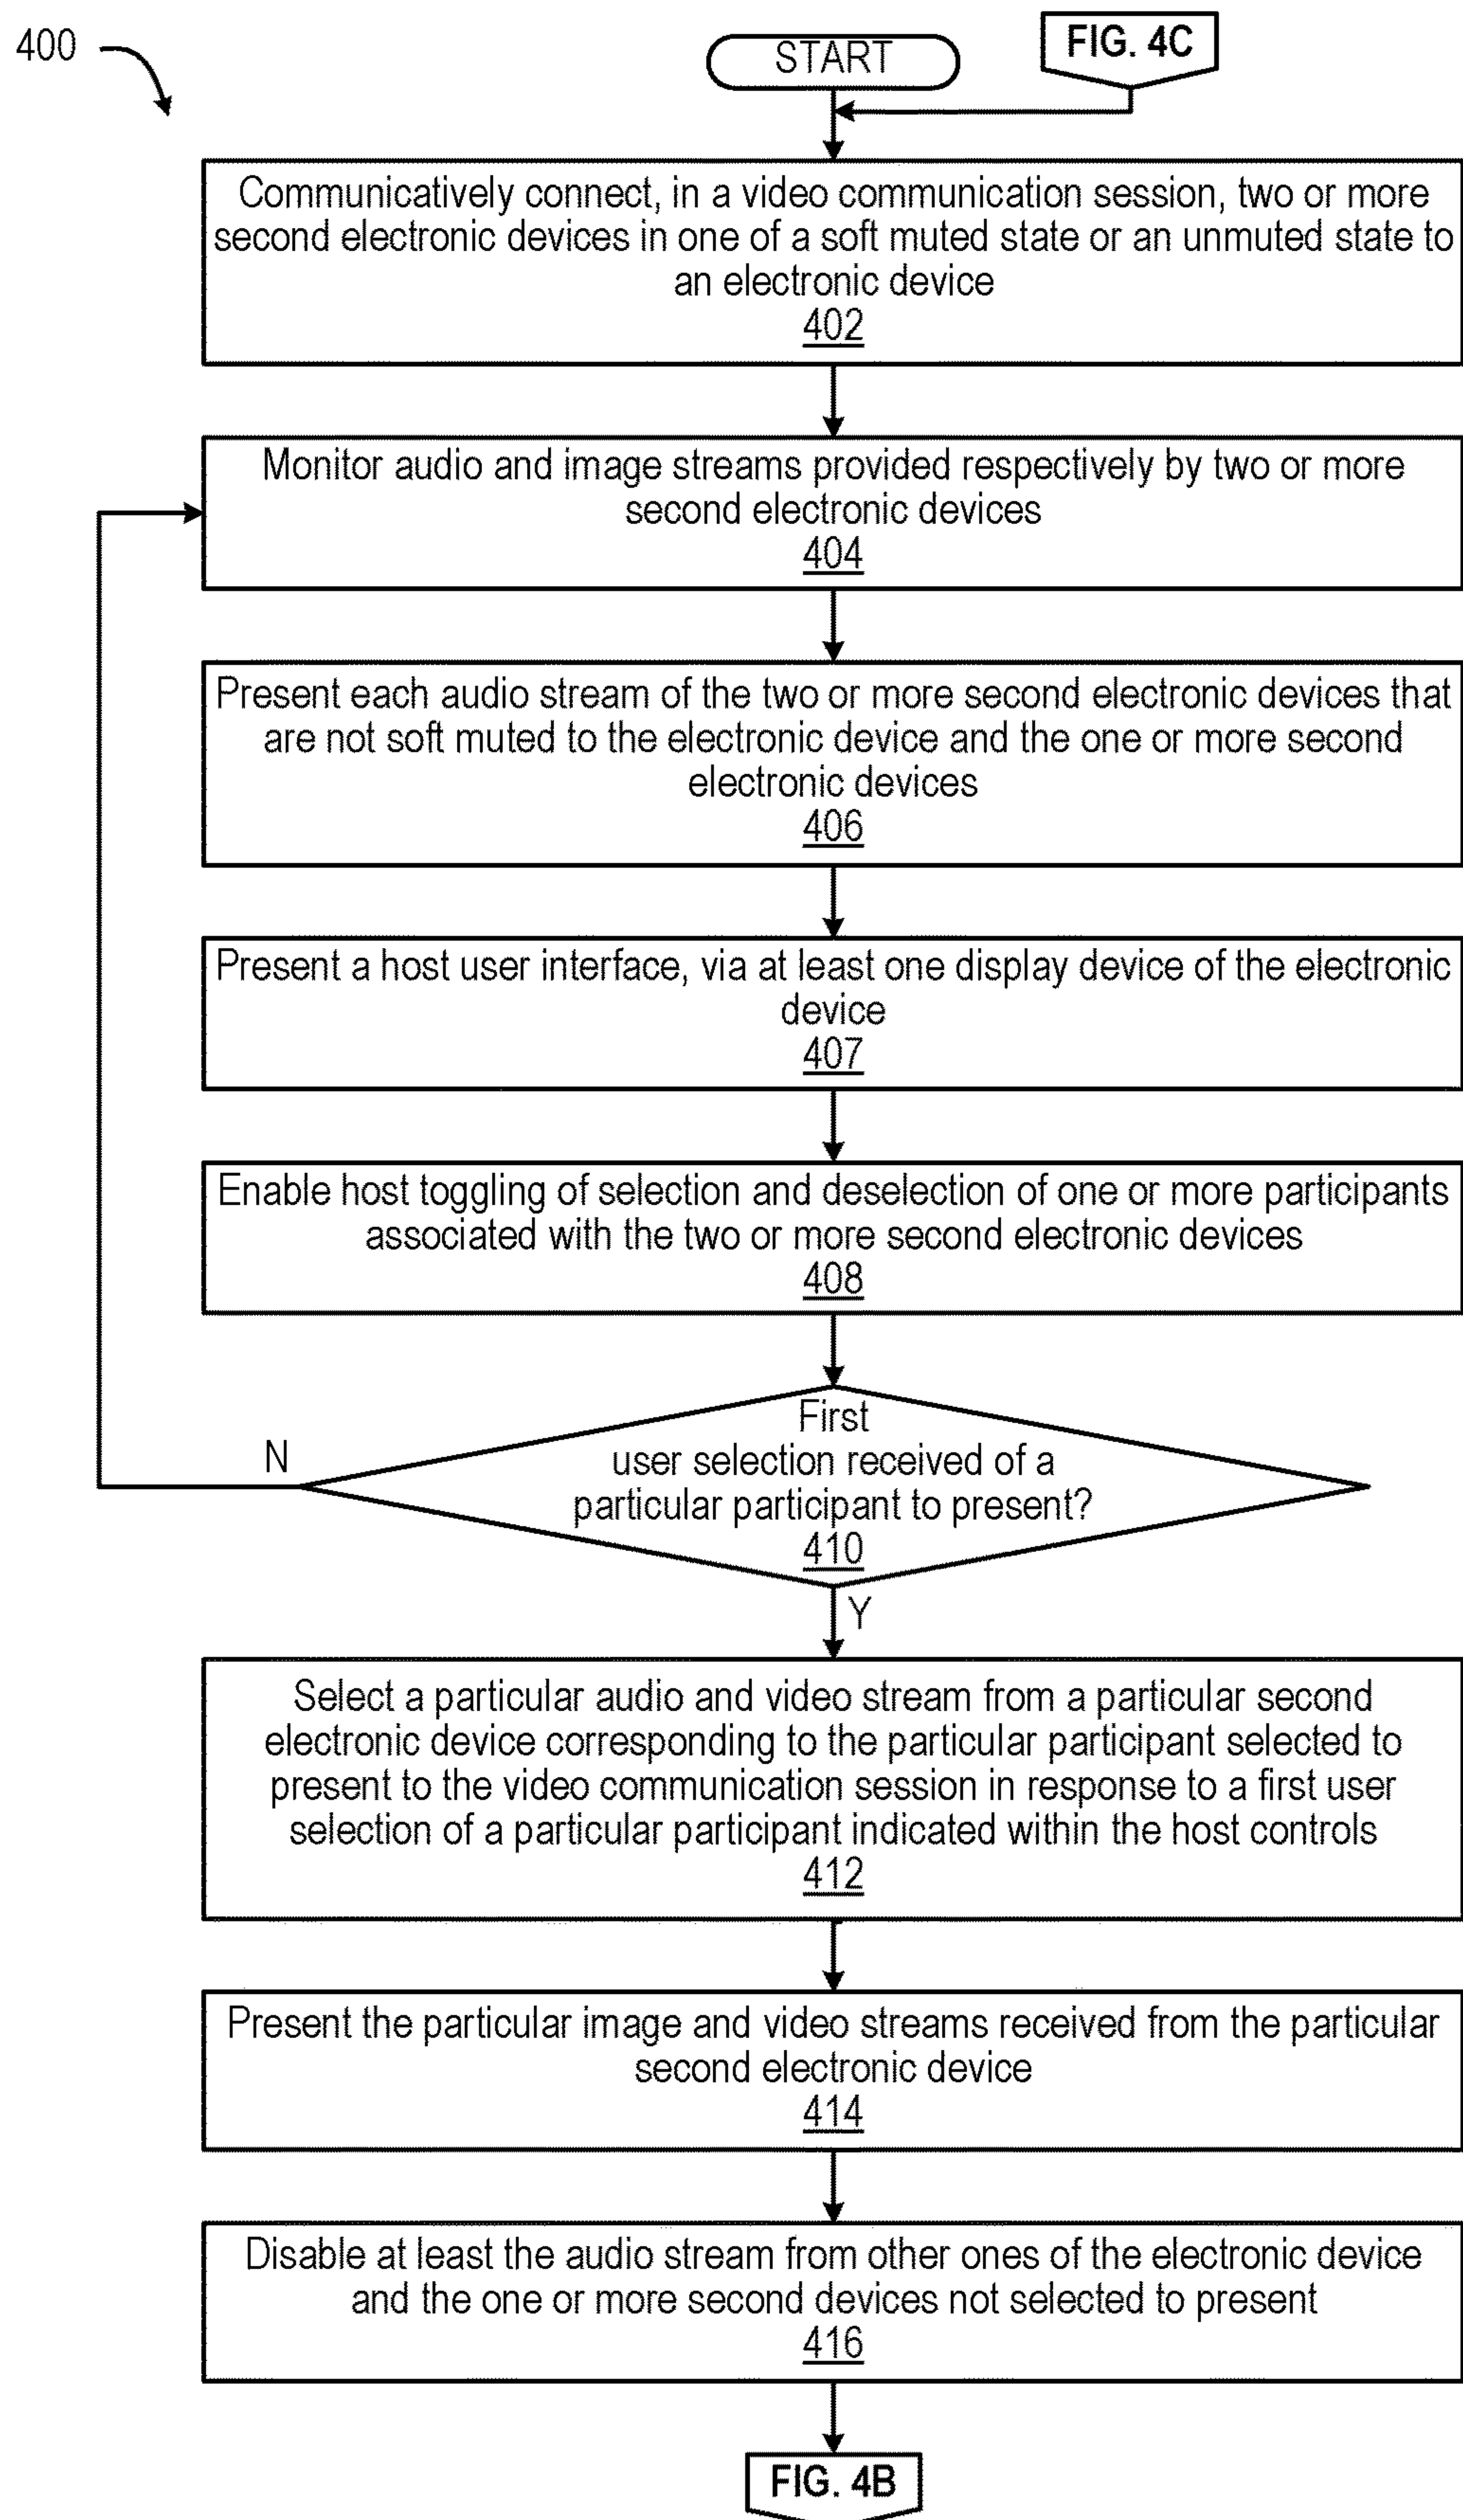 400
START
FIG. 4C
Communicatively connect, in a video communication session, two or more
second electronic devices in one of a soft muted state or an unmuted state to
an electronic device
402
Monitor audio and image streams provided respectively by two or more
second electronic devices
404
Present each audio stream of the two or more second electronic devices that
are not soft muted to the electronic device and the one or more second
electronic devices
406
Present a host user interface, via at least one display device of the electronic
device
407
Enable host toggling of selection and deselection of one or more participants
associated with the two or more second electronic devices
408
First
user selection received of a
particular participant to present?
410
N
Y
Select a particular audio and video stream from a particular second
electronic device corresponding to the particular participant selected to
present to the video communication session in response to a first user
selection of a particular participant indicated within the host controls
412
Present the particular image and video streams received from the particular
second electronic device
414
Disable at least the audio stream from other ones of the electronic device
and the one or more second devices not selected to present
416
FIG. 4B